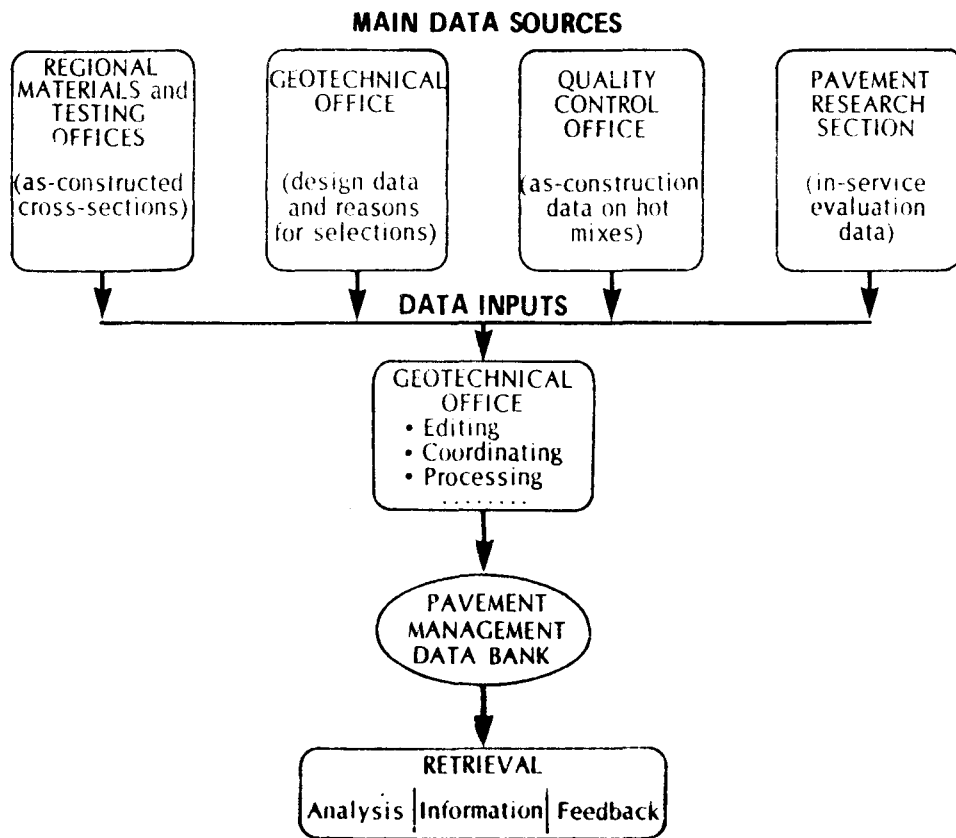 MAIN DATA SOURCES
REGIONAL
MATERIALS and
TESTING
OFFICES
(as-constructed
cross-sections)
GEOTECHNICAL
OFFICE
(design data
and reasons
for selections)
QUALITY
CONTROL
OFFICE
(as-construction
data on hot
mixes)
PAVEMENT
RESEARCH
SECTION
(in-service
evaluation
data)
DATA INPUTS
GEOTECHNICAL
OFFICE
• Editing
• Coordinating
• Processing
........
PAVEMENT
MANAGEMENT
DATA BANK
RETRIEVAL
Analysis | Information | Feedback